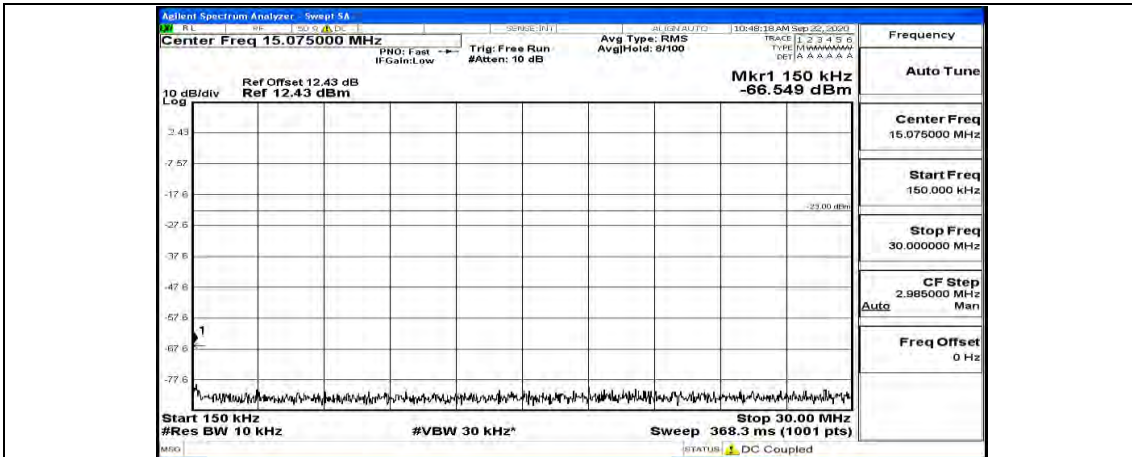 Agilent Spectrum Analyzer - Swept SA
RL RF 50 Ω DC SENSE:INT ALIGN AUTO 10:48:18 AM Sep 22, 2020
Center Freq 15.075000 MHz
PNO: Fast
IFGain:Low
Trig: Free Run
#Atten: 10 dB
Avg Type: RMS
Avg|Hold: 8/100
TRACE 1 2 3 4 5 6
TYPE MWWWWW
DET A A A A A A
Frequency
Auto Tune
Ref Offset 12.43 dB
10 dB/div Ref 12.43 dBm
Log
Mkr1 150 kHz
-66.549 dBm
2.43
-7.57
-17.6
-27.6
-37.6
-47.6
-57.6
-67.6
-77.6
-23.00 dBm
1
Center Freq
15.075000 MHz
Start Freq
150.000 kHz
Stop Freq
30.000000 MHz
CF Step
2.985000 MHz
Auto Man
Freq Offset
0 Hz
Start 150 kHz Stop 30.00 MHz
#Res BW 10 kHz #VBW 30 kHz* Sweep 368.3 ms (1001 pts)
MSG STATUS DC Coupled